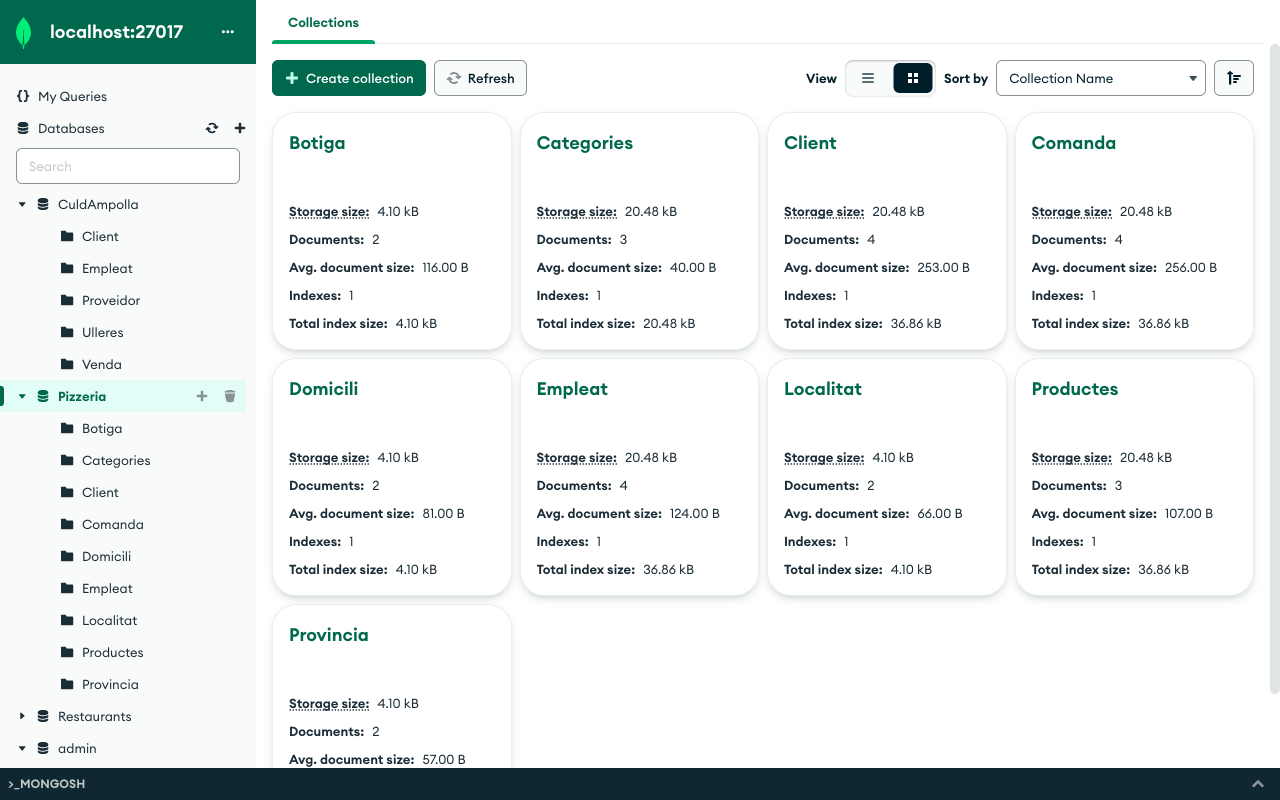 localhost:27017
My Queries
Databases
Search
CuldAmpolla
Client
Empleat
Proveidor
Ulleres
Venda
Pizzeria
Botiga
Categories
Client
Comanda
Domicili
Empleat
Localitat
Productes
Provincia
Restaurants
admin
Collections
Create collection Refresh View Sort by Collection Name
Botiga
Storage size: 4.10 kB
Documents: 2
Avg. document size: 116.00 B
Indexes: 1
Total index size: 4.10 kB
Categories
Storage size: 20.48 kB
Documents: 3
Avg. document size: 40.00 B
Indexes: 1
Total index size: 20.48 kB
Client
Storage size: 20.48 kB
Documents: 4
Avg. document size: 253.00 B
Indexes: 1
Total index size: 36.86 kB
Comanda
Storage size: 20.48 kB
Documents: 4
Avg. document size: 256.00 B
Indexes: 1
Total index size: 36.86 kB
Domicili
Storage size: 4.10 kB
Documents: 2
Avg. document size: 81.00 B
Indexes: 1
Total index size: 4.10 kB
Empleat
Storage size: 20.48 kB
Documents: 4
Avg. document size: 124.00 B
Indexes: 1
Total index size: 36.86 kB
Localitat
Storage size: 4.10 kB
Documents: 2
Avg. document size: 66.00 B
Indexes: 1
Total index size: 4.10 kB
Productes
Storage size: 20.48 kB
Documents: 3
Avg. document size: 107.00 B
Indexes: 1
Total index size: 36.86 kB
Provincia
Storage size: 4.10 kB
Documents: 2
Avg. document size: 57.00 B
>_MONGOSH